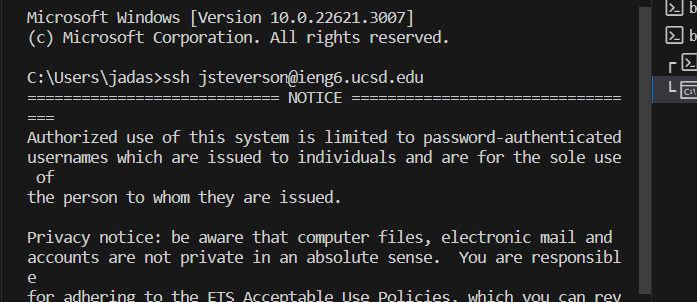 Microsoft Windows [Version 10.0.22621.3007]
(c) Microsoft Corporation. All rights reserved.
C:\Users\jadas>ssh jsteverson@ieng6.ucsd.edu
============================ NOTICE ==============================
===
Authorized use of this system is limited to password-authenticated
usernames which are issued to individuals and are for the sole use
of
the person to whom they are issued.
Privacy notice: be aware that computer files, electronic mail and
accounts are not private in an absolute sense.  You are responsibl
e
for adhering to the ETS Acceptable Use Policies, which you can rev
b
b